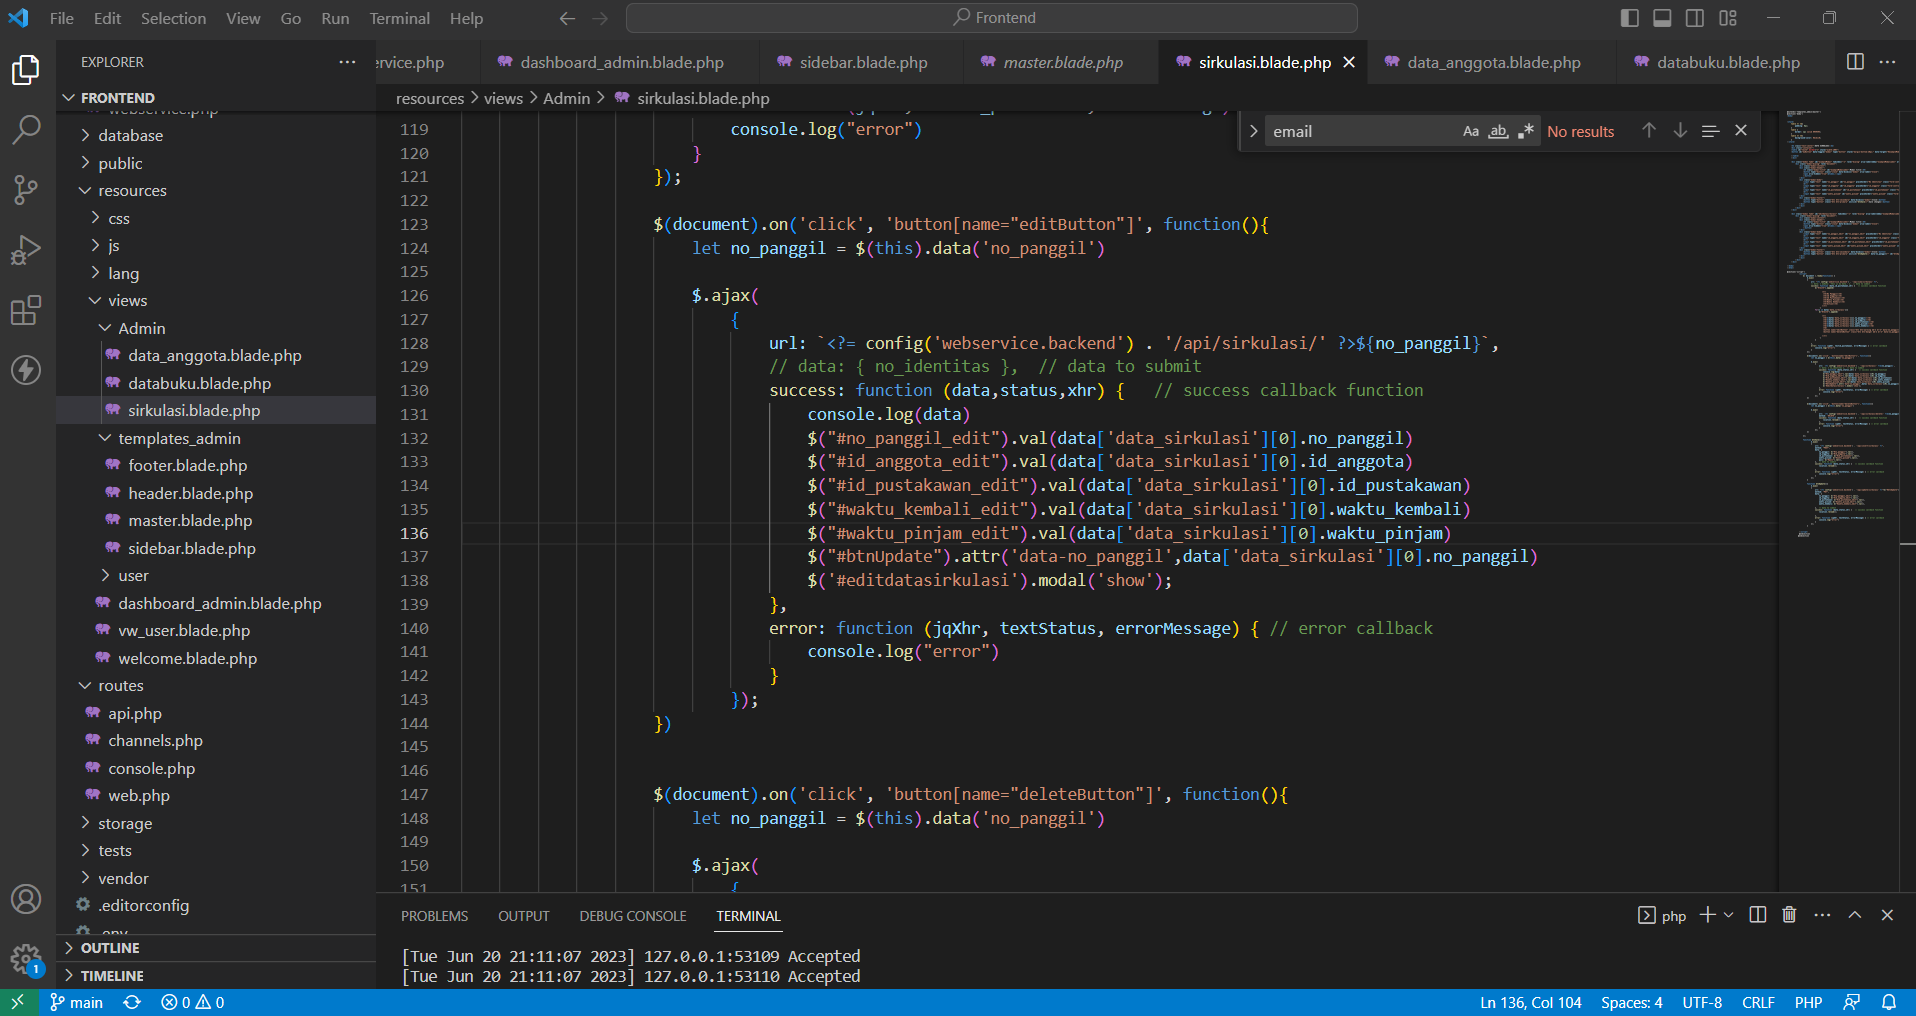 File Edit Selection View Go Run Terminal Help
Frontend
EXPLORER
ervice.php dashboard_admin.blade.php sidebar.blade.php master.blade.php sirkulasi.blade.php data_anggota.blade.php databuku.blade.php
FRONTEND
webservice.php
database
public
resources
css
js
lang
views
Admin
data_anggota.blade.php
databuku.blade.php
sirkulasi.blade.php
templates_admin
footer.blade.php
header.blade.php
master.blade.php
sidebar.blade.php
user
dashboard_admin.blade.php
vw_user.blade.php
welcome.blade.php
routes
api.php
channels.php
console.php
web.php
storage
tests
vendor
.editorconfig
.env
OUTLINE
TIMELINE
resources > views > Admin > sirkulasi.blade.php
email Aa ab No results
119 console.log("error")
120 }
121 });
122
123 $(document).on('click', 'button[name="editButton"]', function(){
124 let no_panggil = $(this).data('no_panggil')
125
126 $.ajax(
127 {
128 url: `<?= config('webservice.backend') . '/api/sirkulasi/' ?>${no_panggil}`,
129 // data: { no_identitas }, // data to submit
130 success: function (data,status,xhr) { // success callback function
131 console.log(data)
132 $("#no_panggil_edit").val(data['data_sirkulasi'][0].no_panggil)
133 $("#id_anggota_edit").val(data['data_sirkulasi'][0].id_anggota)
134 $("#id_pustakawan_edit").val(data['data_sirkulasi'][0].id_pustakawan)
135 $("#waktu_kembali_edit").val(data['data_sirkulasi'][0].waktu_kembali)
136 $("#waktu_pinjam_edit").val(data['data_sirkulasi'][0].waktu_pinjam)
137 $("#btnUpdate").attr('data-no_panggil',data['data_sirkulasi'][0].no_panggil)
138 $('#editdatasirkulasi').modal('show');
139 },
140 error: function (jqXhr, textStatus, errorMessage) { // error callback
141 console.log("error")
142 }
143 });
144 })
145
146
147 $(document).on('click', 'button[name="deleteButton"]', function(){
148 let no_panggil = $(this).data('no_panggil')
149
150 $.ajax(
151 {
PROBLEMS OUTPUT DEBUG CONSOLE TERMINAL
php
[Tue Jun 20 21:11:07 2023] 127.0.0.1:53109 Accepted
[Tue Jun 20 21:11:07 2023] 127.0.0.1:53110 Accepted
1
main 0 0
Ln 136, Col 104 Spaces: 4 UTF-8 CRLF PHP